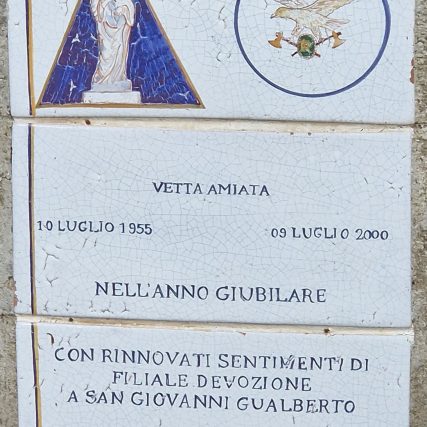 VETTA AMIATA
10 LUGLIO 1955 09 LUGLIO 2000
NELL'ANNO GIUBILARE
CON RINNOVATI SENTIMENTI DI
FILIALE DEVOZIONE
A SAN GIOVANNI GUALBERTO